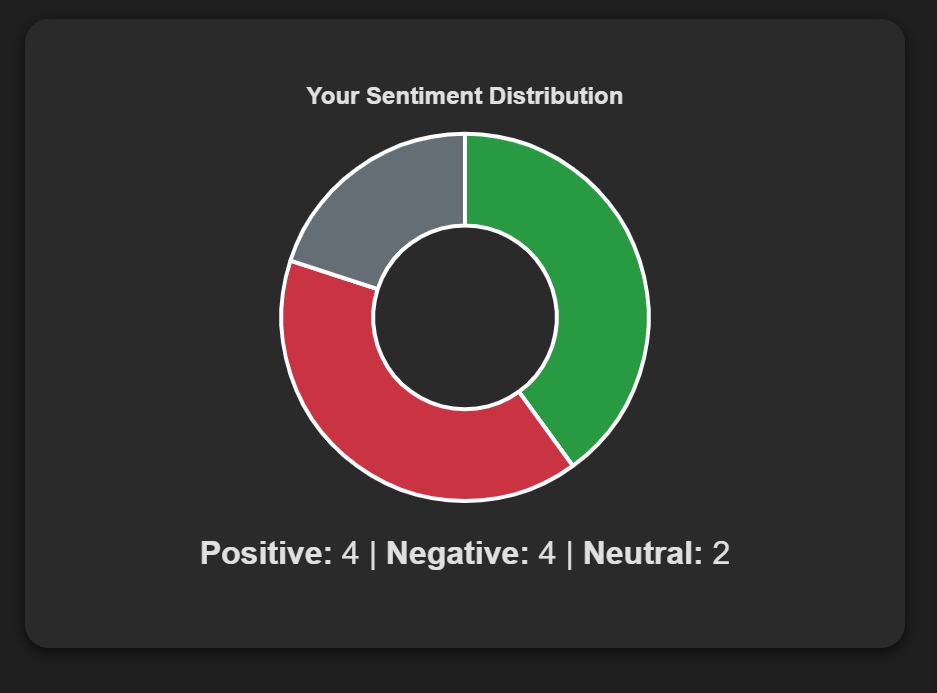 Your Sentiment Distribution
Positive: 4 | Negative: 4 | Neutral: 2